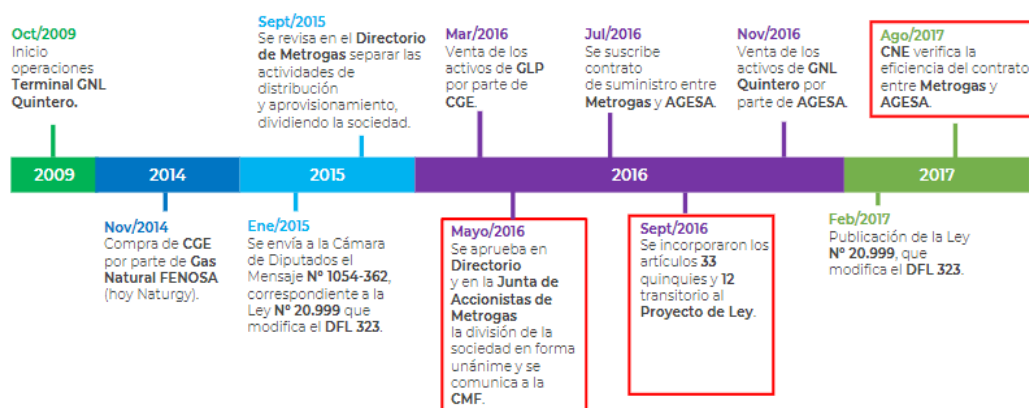 Oct/2009
Inicio
operaciones
Terminal GNL
Quintero.
Sept/2015
Se revisa en el Directorio
de Metrogas separar las
actividades de
distribución
y aprovisionamiento,
dividiendo la sociedad.
Mar/2016
Venta de los
activos de GLP
por parte de
CGE.
Jul/2016
Se suscribe
contrato
de suministro entre
Metrogas y AGESA.
Nov/2016
Venta de los
activos de GNL
Quintero por
parte de AGESA.
Ago/2017
CNE verifica la
eficiencia del contrato
entre Metrogas y
AGESA.
2009
2014
2015
2016
2017
Nov/2014
Compra de CGE
por parte de Gas
Natural FENOSA
(hoy Naturgy).
Ene/2015
Se envía a la Cámara
de Diputados el
Mensaje Nº 1054-362,
correspondiente a la
Ley Nº 20.999 que
modifica el DFL 323.
Mayo/2016
Se aprueba en
Directorio
y en la Junta de
Accionistas de
Metrogas
la división de la
sociedad en forma
unánime y se
comunica a la
CMF.
Sept/2016
Se incorporaron los
artículos 33
quinquies y 12
transitorio al
Proyecto de Ley.
Feb/2017
Publicación de la Ley
Nº 20.999, que
modifica el DFL 323.